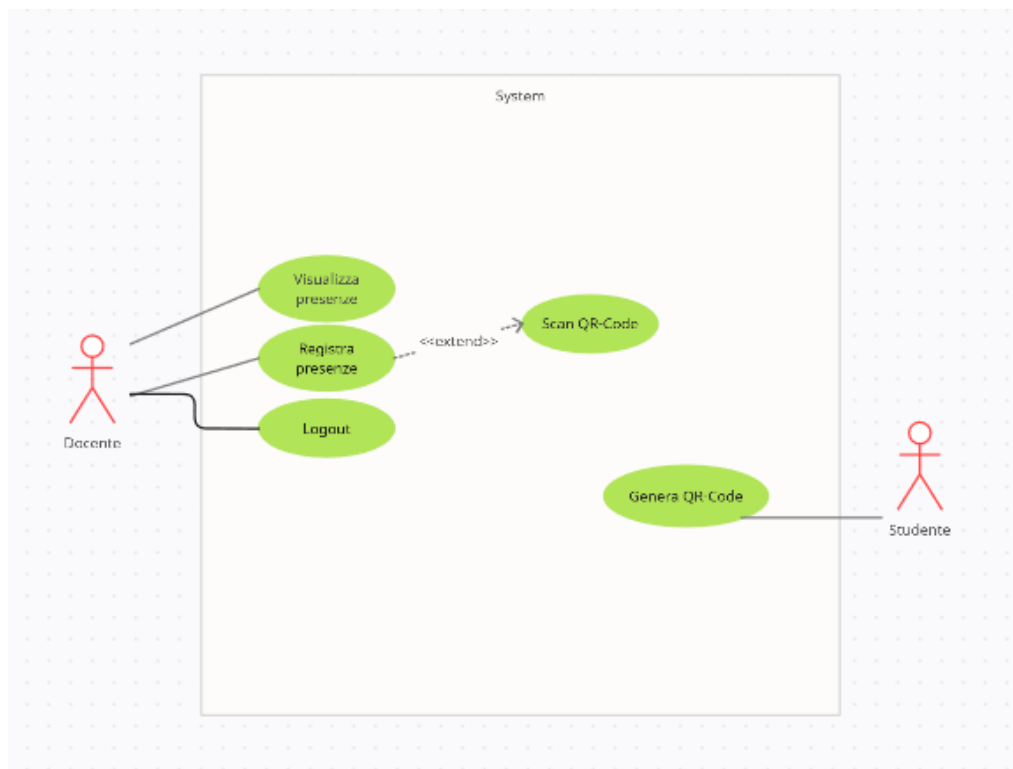 System
Visualizza
presenze
Scan QR-Code
<<extend>>
Registra
presenze
Logout
Docente
Genera QR-Code
Studente